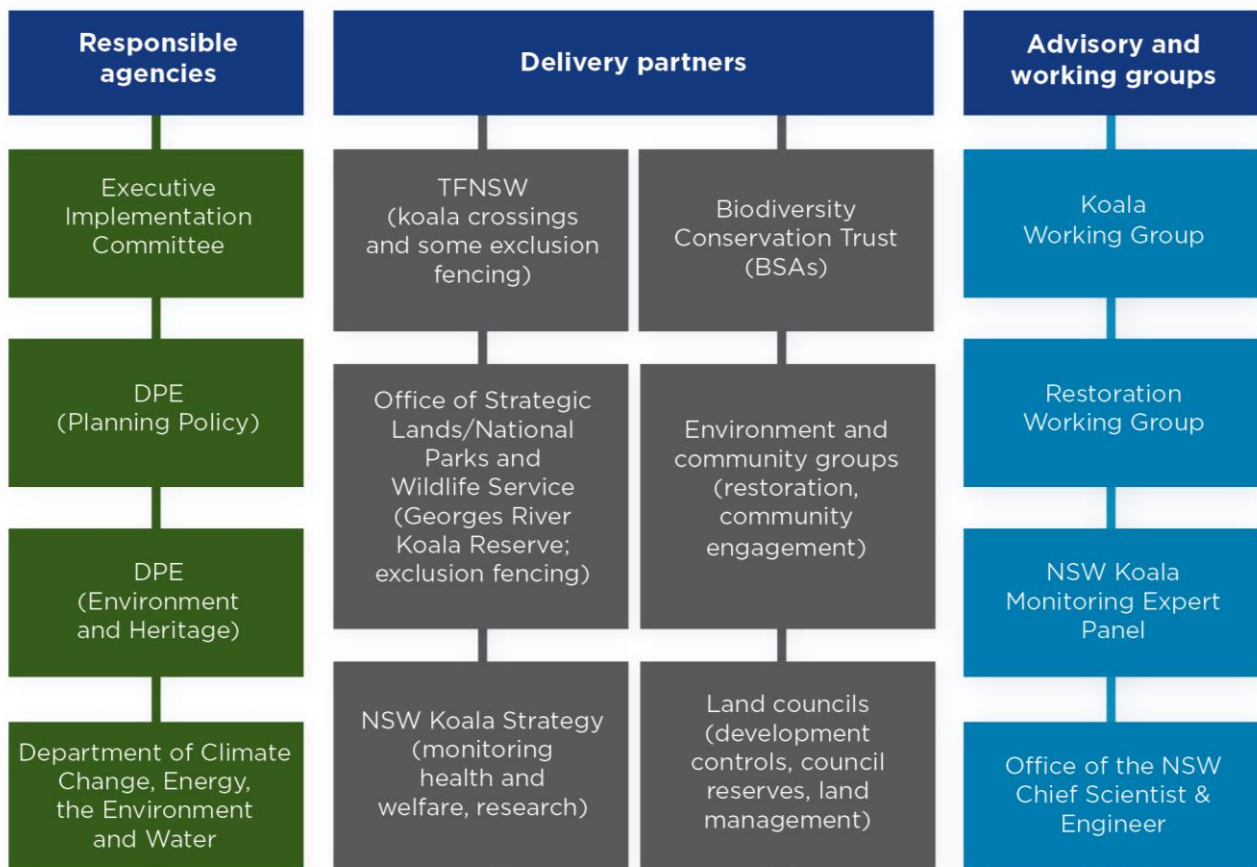 Responsible
agencies
Executive
Implementation
Committee
DPE
(Planning Policy)
DPE
(Environment
and Heritage)
Department of Climate
Change, Energy,
the Environment
and Water
Delivery partners
TFNSW
(koala crossings
and some exclusion
fencing)
Office of Strategic
Lands/National
Parks and
Wildlife Service
(Georges River
Koala Reserve;
exclusion fencing)
NSW Koala Strategy
(monitoring
health and
welfare, research)
Biodiversity
Conservation Trust
(BSAs)
Environment and
community groups
(restoration,
community
engagement)
Land councils
(development
controls, council
reserves, land
management)
Advisory and
working groups
Koala
Working Group
Restoration
Working Group
NSW Koala
Monitoring Expert
Panel
Office of the NSW
Chief Scientist &
Engineer